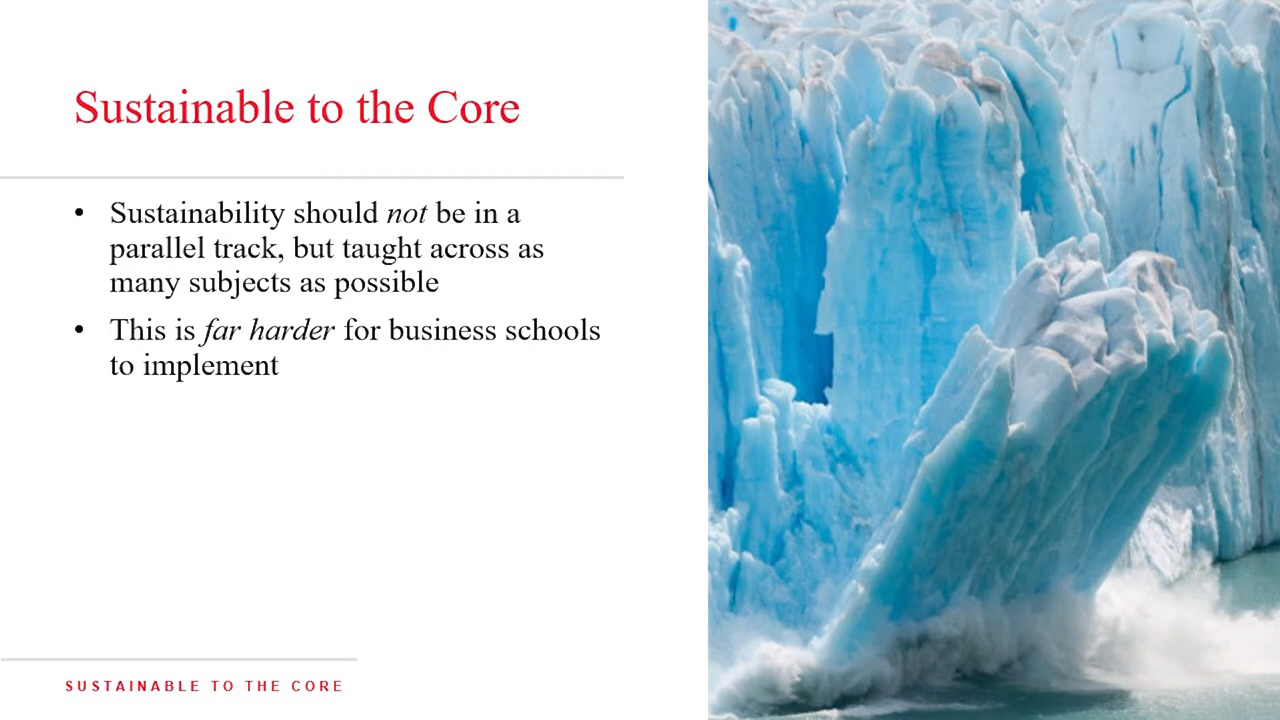 Sustainable to the Core
• Sustainability should not be in a
parallel track, but taught across as
many subjects as possible
• This is far harder for business schools
to implement
SUSTAINABLE TO THE CORE